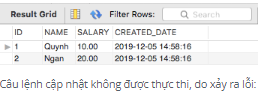 Result Grid Filter Rows: Search
ID NAME SALARY CREATED_DATE
1 Quynh 10.00 2019-12-05 14:58:16
2 Ngan 20.00 2019-12-05 14:58:16
Câu lệnh cập nhật không được thực thi, do xảy ra lỗi: